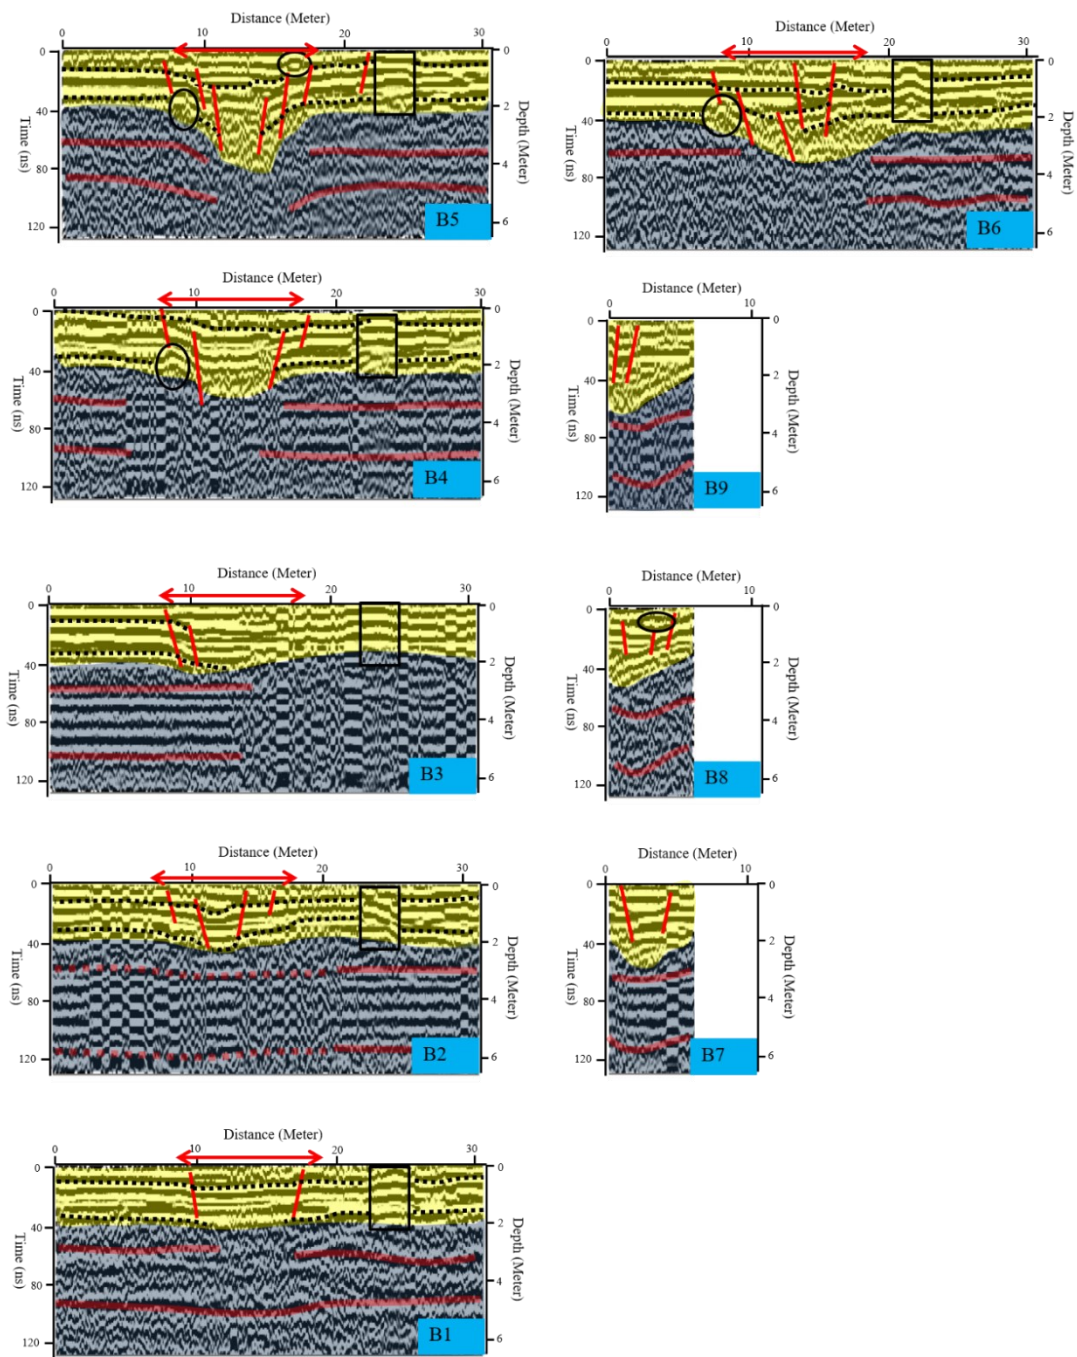 Distance (Meter)
0 10 20 30
0 40 80 120
Time (ns)
0 2 4 6
Depth (Meter)
B5
Distance (Meter)
0 10 20 30
0 40 80 120
Time (ns)
0 2 4 6
Depth (Meter)
B6
Distance (Meter)
0 10 20 30
0 40 80 120
Time (ns)
0 2 4 6
Depth (Meter)
B4
Distance (Meter)
0 10
0 40 80 120
Time (ns)
0 2 4 6
Depth (Meter)
B9
Distance (Meter)
0 10 20 30
0 40 80 120
Time (ns)
0 2 4 6
Depth (Meter)
B3
Distance (Meter)
0 10
0 40 80 120
Time (ns)
0 2 4 6
Depth (Meter)
B8
Distance (Meter)
0 10 20 30
0 40 80 120
Time (ns)
0 2 4 6
Depth (Meter)
B2
Distance (Meter)
0 10
0 40 80 120
Time (ns)
0 2 4 6
Depth (Meter)
B7
Distance (Meter)
0 10 20 30
0 40 80 120
Time (ns)
0 2 4 6
Depth (Meter)
B1